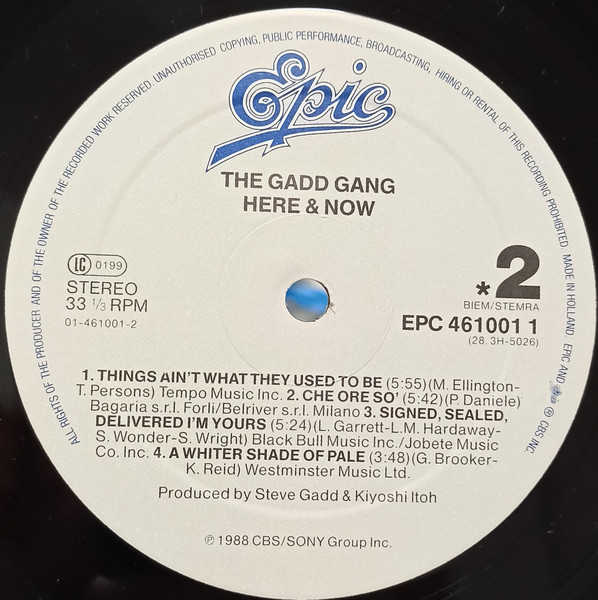 ALL RIGHTS OF THE PRODUCER AND OF THE OWNER OF THE RECORDED WORK RESERVED UNAUTHORISED COPYING, PUBLIC PERFORMANCE, BROADCASTING, HIRING OR RENTAL OF THIS RECORDING PROHIBITED. MADE IN HOLLAND. EPIC AND ℗ CBS INC.
Epic
THE GADD GANG
HERE & NOW
LC 0199
STEREO
33 1/3 RPM
01-461001-2
*2
BIEM/STEMRA
EPC 461001 1
(28. 3H-5026)
1. THINGS AIN'T WHAT THEY USED TO BE (5:55)(M. Ellington-
T. Persons) Tempo Music Inc. 2. CHE ORE SO' (5:42)(P. Daniele)
Bagaria s.r.l. Forli/Belriver s.r.l. Milano 3. SIGNED, SEALED,
DELIVERED I'M YOURS (5:24)(L. Garrett-L.M. Hardaway-
S. Wonder-S. Wright) Black Bull Music Inc./Jobete Music
Co. Inc. 4. A WHITER SHADE OF PALE (3:48)(G. Brooker-
K. Reid) Westminster Music Ltd.
Produced by Steve Gadd & Kiyoshi Itoh
℗ 1988 CBS/SONY Group Inc.